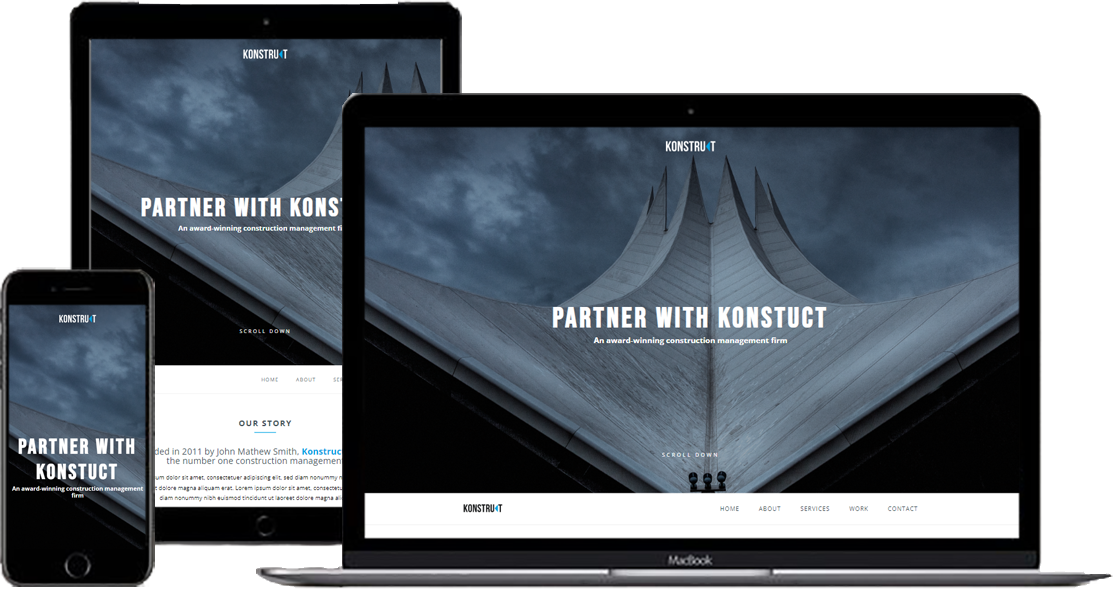 KONSTRUKT
PARTNER WITH KONST
An award-winning construction management fi
SCROLL DOWN
HOME ABOUT SER
OUR STORY
ded in 2011 by John Mathew Smith, Konstruc
the number one construction management
um dolor sit amet, consectetuer adipiscing elit, sed diam nonummy n
t dolore magna aliquam erat. Lorem ipsum dolor sit amet, consectetu
diam nonummy nibh euismod tincidunt ut laoreet dolore magna ali
KONSTRUKT
PARTNER WITH
KONSTUCT
An award-winning construction management
firm
KONSTRUKT
PARTNER WITH KONSTUCT
An award-winning construction management firm
SCROLL DOWN
KONSTRUKT HOME ABOUT SERVICES WORK CONTACT
MacBook